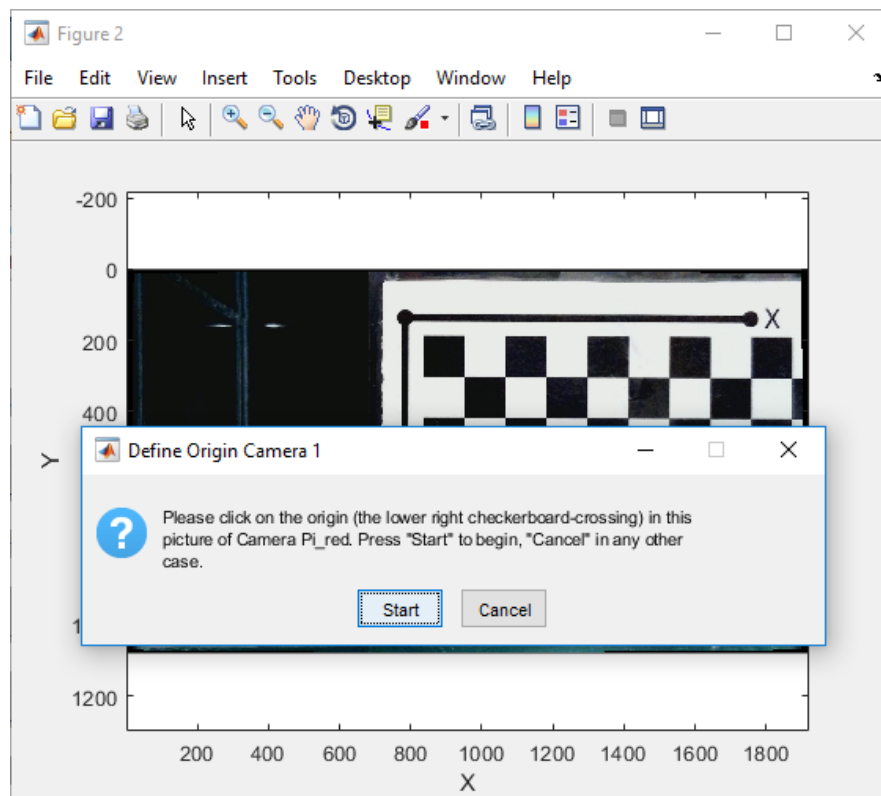 Figure 2
File Edit View Insert Tools Desktop Window Help
-200
0
X
200
400
Y
Define Origin Camera 1
Please click on the origin (the lower right checkerboard-crossing) in this
picture of Camera Pi_red. Press "Start" to begin, "Cancel" in any other
case.
Start Cancel
1200
200 400 600 800 1000 1200 1400 1600 1800
X